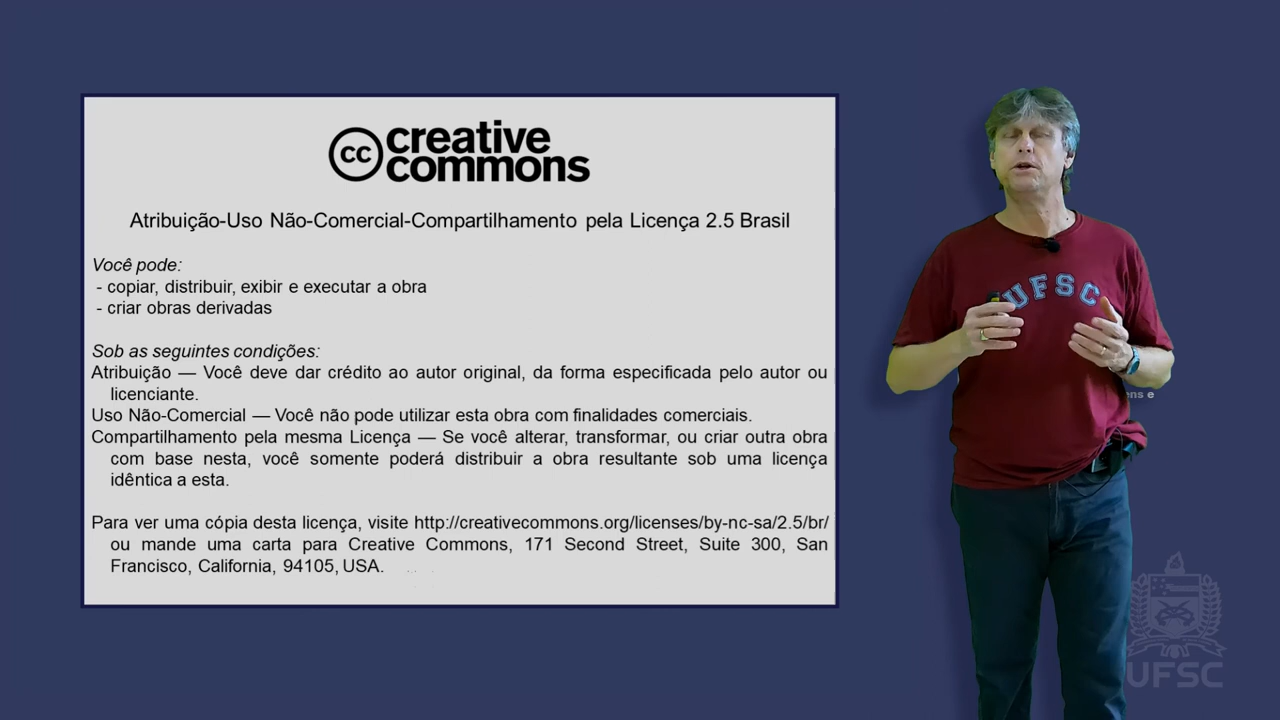 cc creative
commons
Atribuição-Uso Não-Comercial-Compartilhamento pela Licença 2.5 Brasil
Você pode:
- copiar, distribuir, exibir e executar a obra
- criar obras derivadas
Sob as seguintes condições:
Atribuição — Você deve dar crédito ao autor original, da forma especificada pelo autor ou
licenciante.
Uso Não-Comercial — Você não pode utilizar esta obra com finalidades comerciais.
Compartilhamento pela mesma Licença — Se você alterar, transformar, ou criar outra obra
com base nesta, você somente poderá distribuir a obra resultante sob uma licença
idêntica a esta.
Para ver uma cópia desta licença, visite http://creativecommons.org/licenses/by-nc-sa/2.5/br/
ou mande uma carta para Creative Commons, 171 Second Street, Suite 300, San
Francisco, California, 94105, USA.
UFSC
UFSC